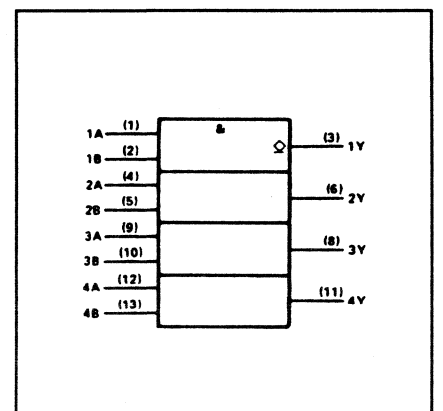 &
1A (1)
1B (2)
◇ (3) 1Y
2A (4)
2B (5)
(6) 2Y
3A (9)
3B (10)
(8) 3Y
4A (12)
4B (13)
(11) 4Y